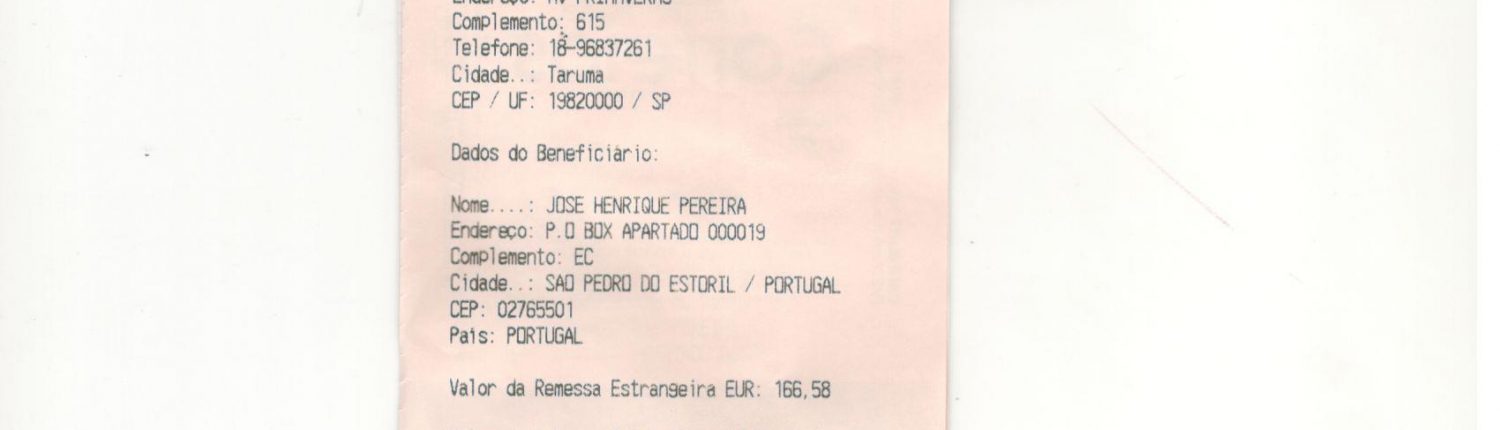 Complemento: 615
Telefone: 18-96837261
Cidade..: Taruma
CEP / UF: 19820000 / SP
Dados do Beneficiário:
Nome....: JOSE HENRIQUE PEREIRA
Endereço: P.O BOX APARTADO 000019
Complemento: EC
Cidade..: SAO PEDRO DO ESTORIL / PORTUGAL
CEP: 02765501
País: PORTUGAL
Valor da Remessa Estrangeira EUR: 166,58